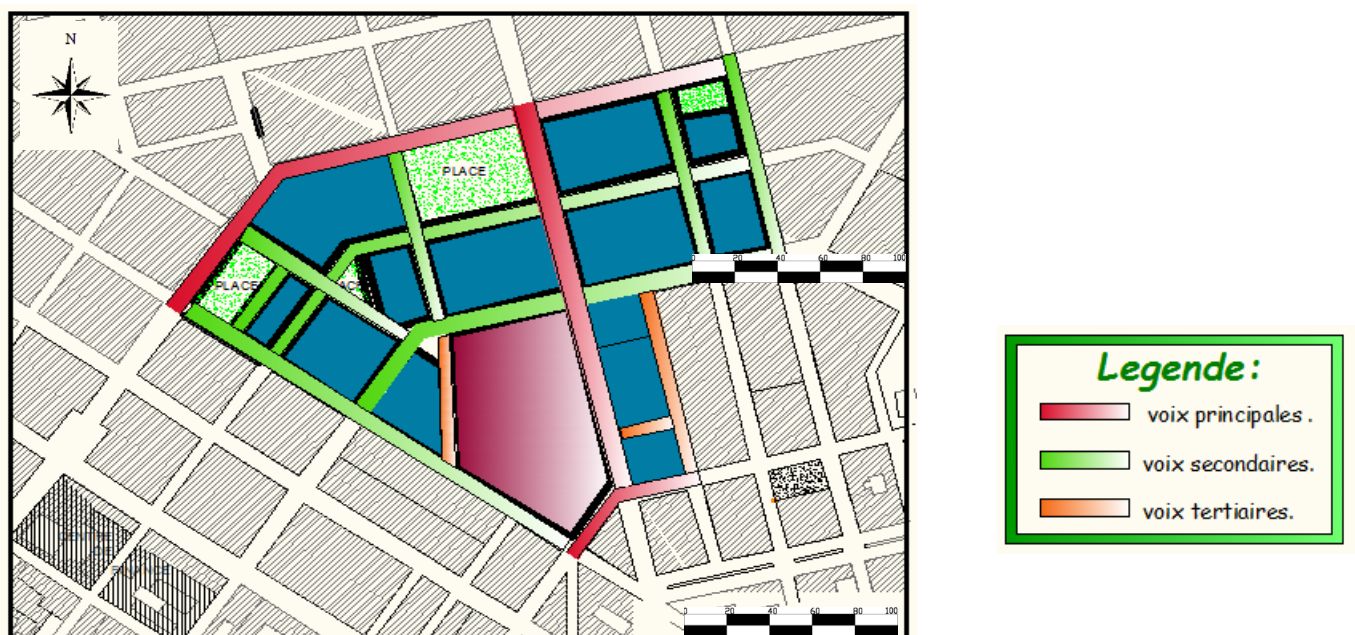 N
PLACE
PLACE
0 20 40 60 80 100
Legende:
voix principales .
voix secondaires.
voix tertiaires.
CENTRE
0 20 40 60 80 100